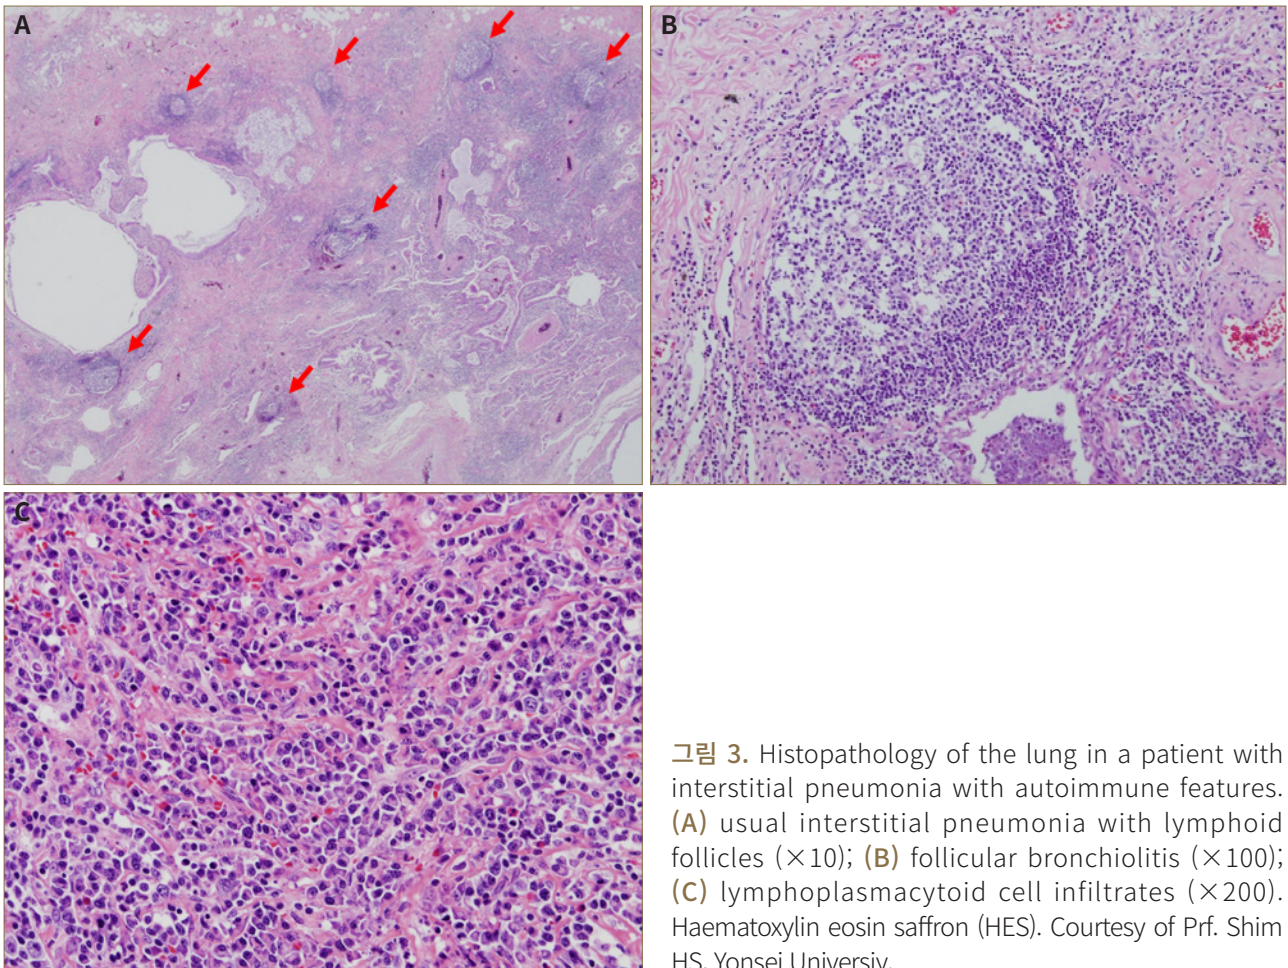 A
B
C
그림 3. Histopathology of the lung in a patient with
interstitial pneumonia with autoimmune features.
(A) usual interstitial pneumonia with lymphoid
follicles (×10); (B) follicular bronchiolitis (×100);
(C) lymphoplasmacytoid cell infiltrates (×200).
Haematoxylin eosin saffron (HES). Courtesy of Prf. Shim
HS, Yonsei Universiy.